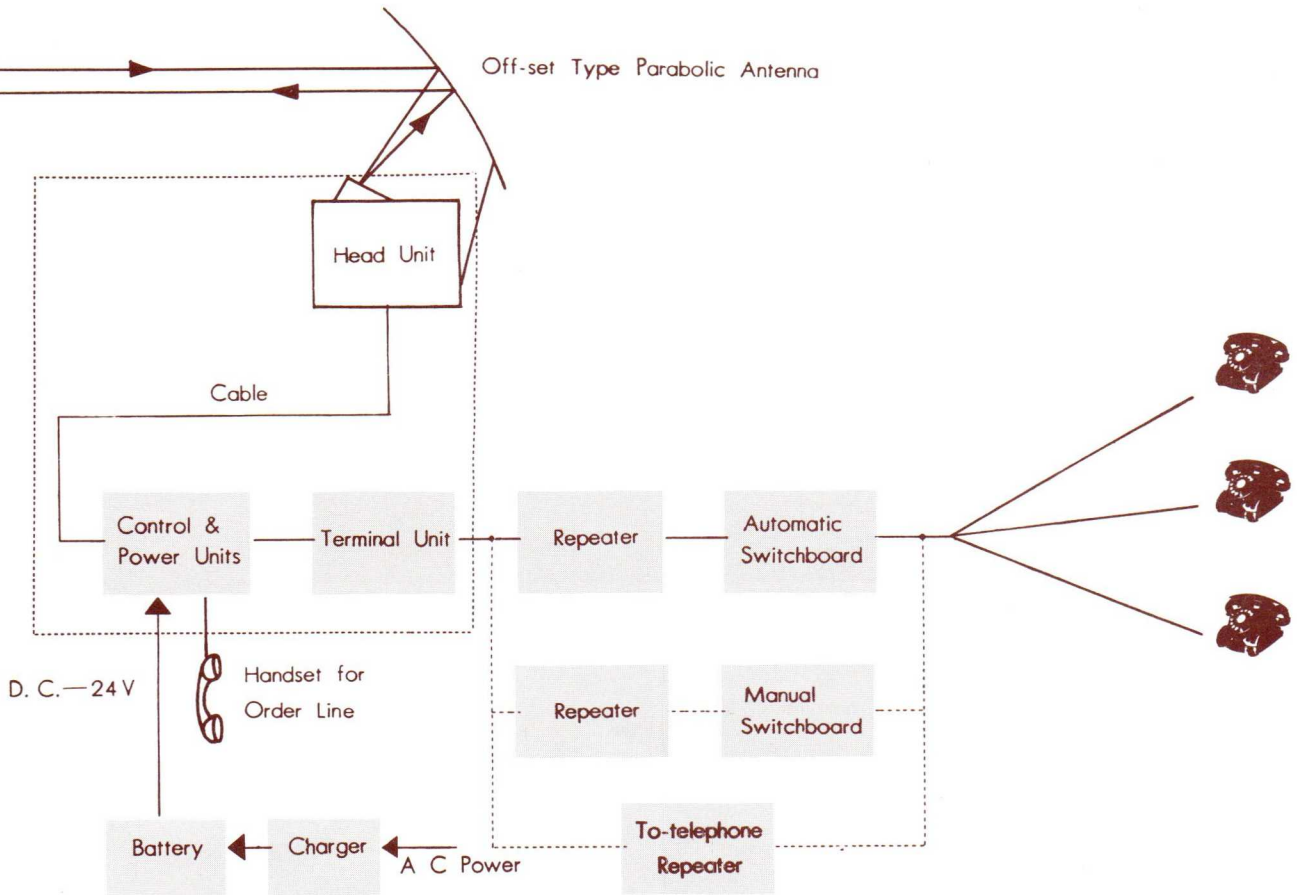 Off-set Type Parabolic Antenna
Head Unit
Cable
Control &
Power Units
Terminal Unit
Repeater
Automatic
Switchboard
D. C.—24 V
Handset for
Order Line
Repeater
Manual
Switchboard
Battery
Charger
A C Power
To-telephone
Repeater